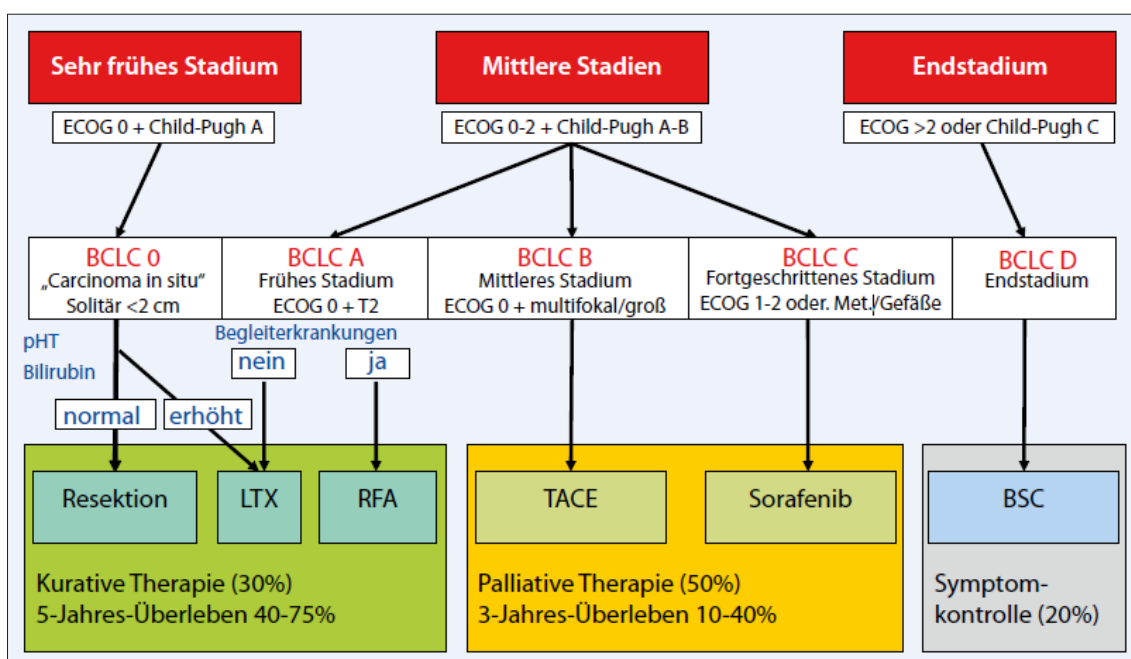 Sehr frühes Stadium
Mittlere Stadien
Endstadium
ECOG 0 + Child-Pugh A
ECOG 0-2 + Child-Pugh A-B
ECOG >2 oder Child-Pugh C
BCLC 0
„Carcinoma in situ“
Solitär <2 cm
BCLC A
Frühes Stadium
ECOG 0 + T2
BCLC B
Mittleres Stadium
ECOG 0 + multifokal/groß
BCLC C
Fortgeschrittenes Stadium
ECOG 1-2 oder. Met./Gefäße
BCLC D
Endstadium
pHT
Bilirubin
Begleiterkrankungen
nein
ja
normal
erhöht
Resektion
LTX
RFA
TACE
Sorafenib
BSC
Kurative Therapie (30%)
5-Jahres-Überleben 40-75%
Palliative Therapie (50%)
3-Jahres-Überleben 10-40%
Symptom-
kontrolle (20%)